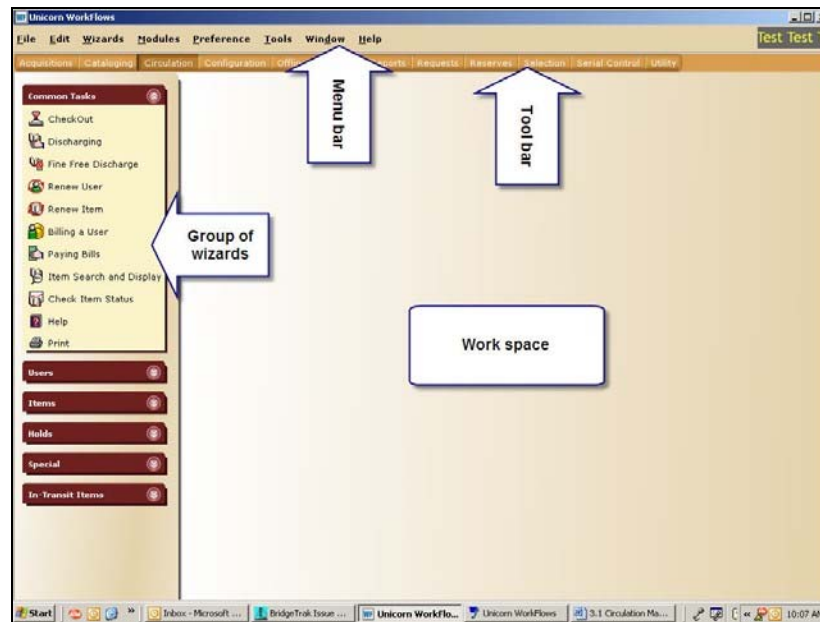 Unicorn WorkFlows
File Edit Wizards Modules Preference Tools Window Help
Test Test
Acquisitions Cataloging Circulation Configuration Requests Reserves Selection Serial Control Utility
Menu bar
Tool bar
Common Tasks
CheckOut
Discharging
Fine Free Discharge
Renew User
Renew Item
Billing a User
Paying Bills
Item Search and Display
Check Item Status
Help
Print
Group of
wizards
Work space
Users
Items
Holds
Special
In-Transit Items
Start Inbox - Microsoft ... BridgeTrak Issue ... Unicorn WorkFlo... Unicorn WorkFlows 3.1 Circulation Ma... 10:07 AM